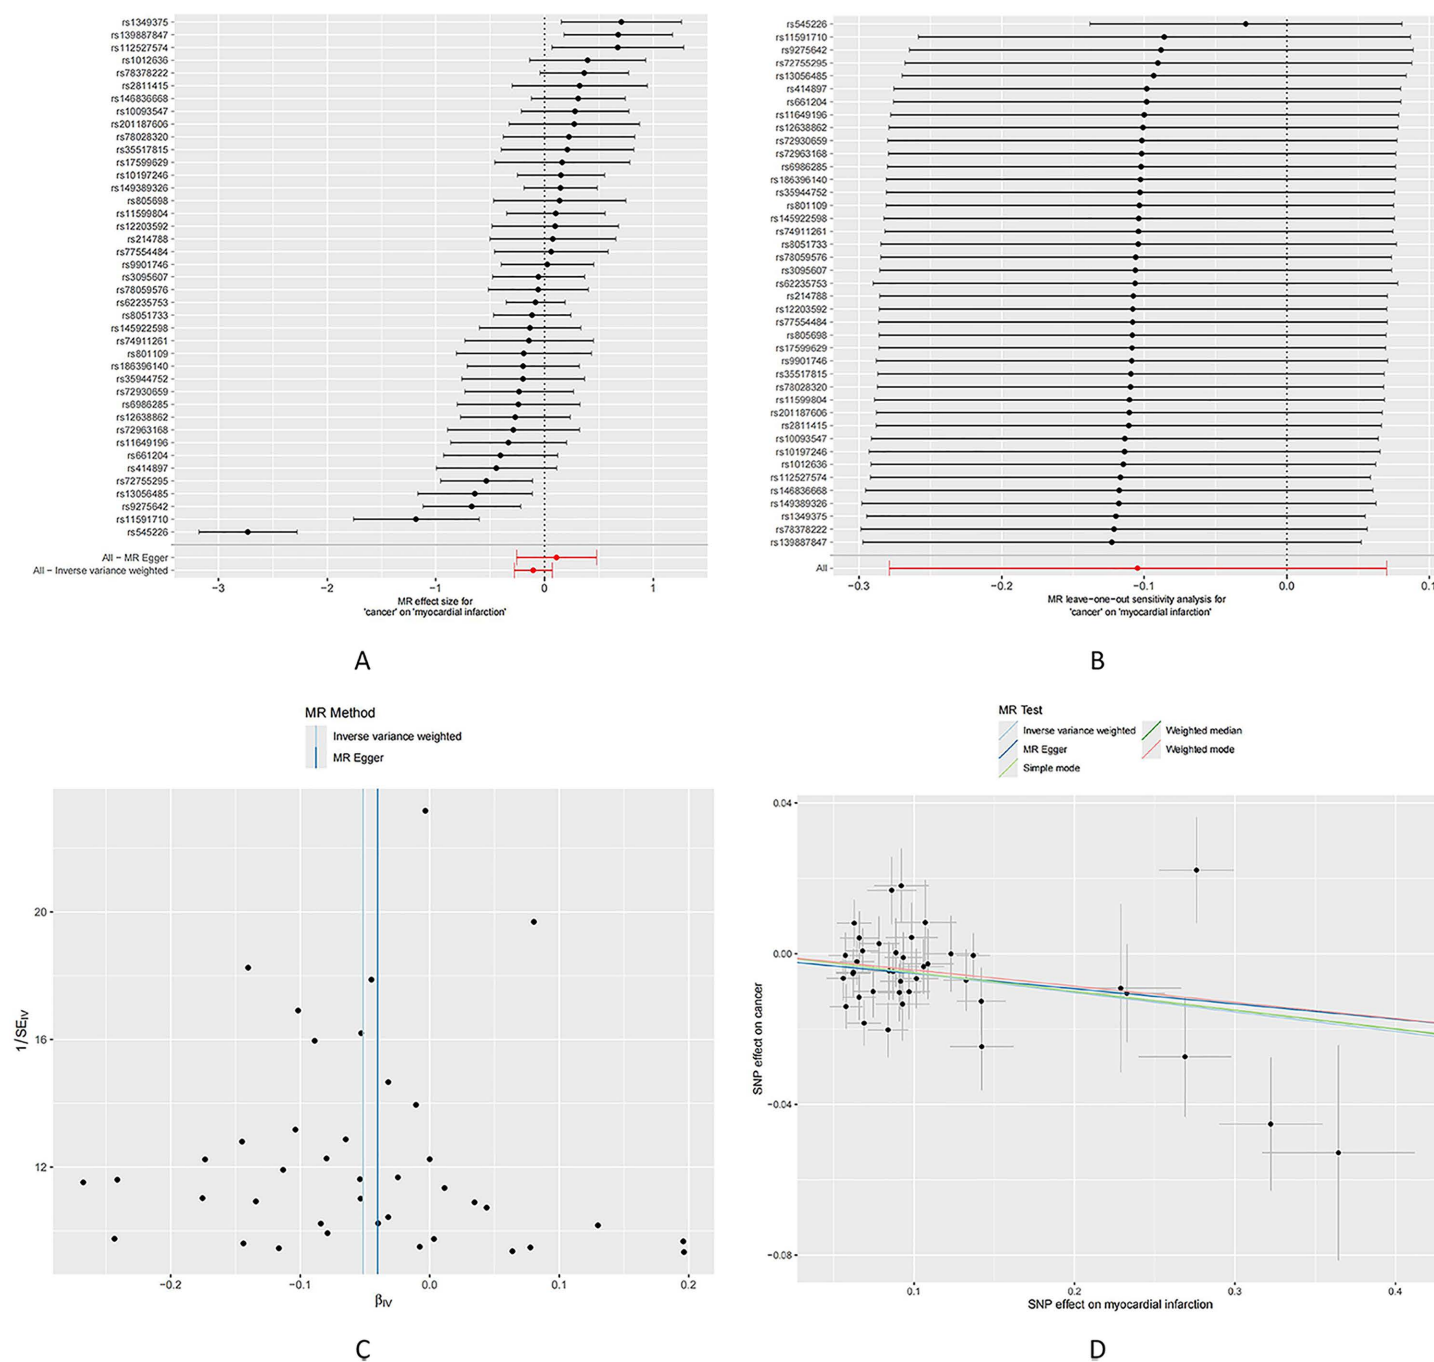 rs1349375
rs139887847
rs112527574
rs1012636
rs78378222
rs2811415
rs146836668
rs10093547
rs201187606
rs78028320
rs35517815
rs17599629
rs10197246
rs149389326
rs805698
rs11599804
rs12203592
rs214788
rs77554484
rs9901746
rs3095607
rs78059576
rs62235753
rs8051733
rs145922598
rs74911261
rs801109
rs186396140
rs35944752
rs72930659
rs6986285
rs12638862
rs72963168
rs11649196
rs661204
rs414897
rs72755295
rs13056485
rs9275642
rs11591710
rs545226
All − MR Egger
All − Inverse variance weighted
−3 −2 −1 0 1
MR effect size for
'cancer' on 'myocardial infarction'
A
rs545226
rs11591710
rs9275642
rs72755295
rs13056485
rs414897
rs661204
rs11649196
rs12638862
rs72930659
rs72963168
rs6986285
rs186396140
rs35944752
rs801109
rs145922598
rs74911261
rs8051733
rs78059576
rs3095607
rs62235753
rs214788
rs12203592
rs77554484
rs805698
rs17599629
rs9901746
rs35517815
rs78028320
rs11599804
rs201187606
rs2811415
rs10093547
rs10197246
rs1012636
rs112527574
rs146836668
rs149389326
rs1349375
rs78378222
rs139887847
All
−0.3 −0.2 −0.1 0.0 0.1
MR leave−one−out sensitivity analysis for
'cancer' on 'myocardial infarction'
B
MR Method
Inverse variance weighted
MR Egger
20
16
12
1/SEIV
−0.2 −0.1 0.0 0.1 0.2
βIV
C
MR Test
Inverse variance weighted
MR Egger
Simple mode
Weighted median
Weighted mode
0.04
0.00
−0.04
−0.08
SNP effect on cancer
0.1 0.2 0.3 0.4
SNP effect on myocardial infarction
D